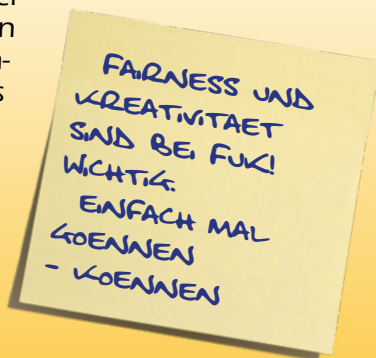 FAIRNESS UND
KREATIVITAET
SIND BEI FUK!
WICHTIG.
EINFACH MAL
GOENNEN
- KOENNEN